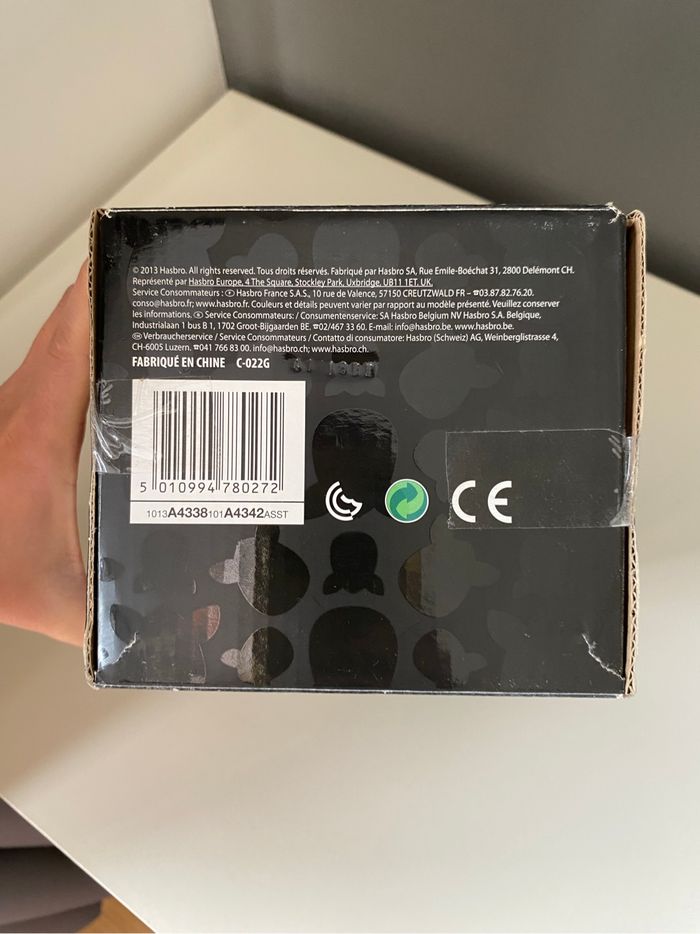 © 2013 Hasbro. All rights reserved. Tous droits réservés. Fabriqué par Hasbro SA, Rue Emile-Boéchat 31, 2800 Delémont CH.
Représenté par Hasbro Europe, 4 The Square, Stockley Park, Uxbridge, UB11 1ET. UK.
Service Consommateurs : Hasbro France S.A.S., 10 rue de Valence, 57150 CREUTZWALD FR – ☎03.87.82.76.20.
conso@hasbro.fr; www.hasbro.fr. Couleurs et détails peuvent varier par rapport au modèle présenté. Veuillez conserver
les informations. Service Consommateurs: / Consumentenservice: SA Hasbro Belgium NV Hasbro S.A. Belgique,
Industrialaan 1 bus B 1, 1702 Groot-Bijgaarden BE. ☎02/467 33 60. E-mail: info@hasbro.be. www.hasbro.be.
Verbraucherservice / Service Consommateurs / Contatto di consumatore: Hasbro (Schweiz) AG, Weinberglistrasse 4,
CH-6005 Luzern. ☎041 766 83 00. info@hasbro.ch; www.hasbro.ch.
FABRIQUÉ EN CHINE C-022G
5 010994 780272
1013A4338101A4342ASST
CE